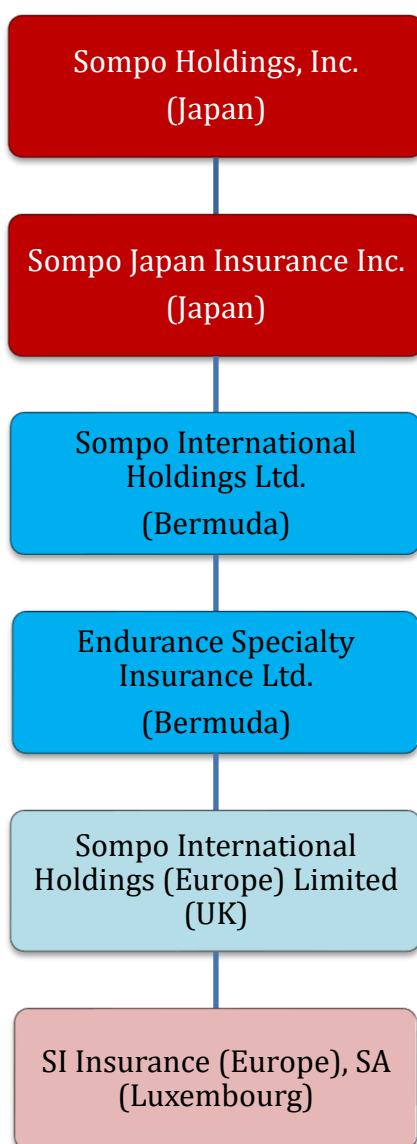 Sompo Holdings, Inc.
(Japan)
Sompo Japan Insurance Inc.
(Japan)
Sompo International
Holdings Ltd.
(Bermuda)
Endurance Specialty
Insurance Ltd.
(Bermuda)
Sompo International
Holdings (Europe) Limited
(UK)
SI Insurance (Europe), SA
(Luxembourg)